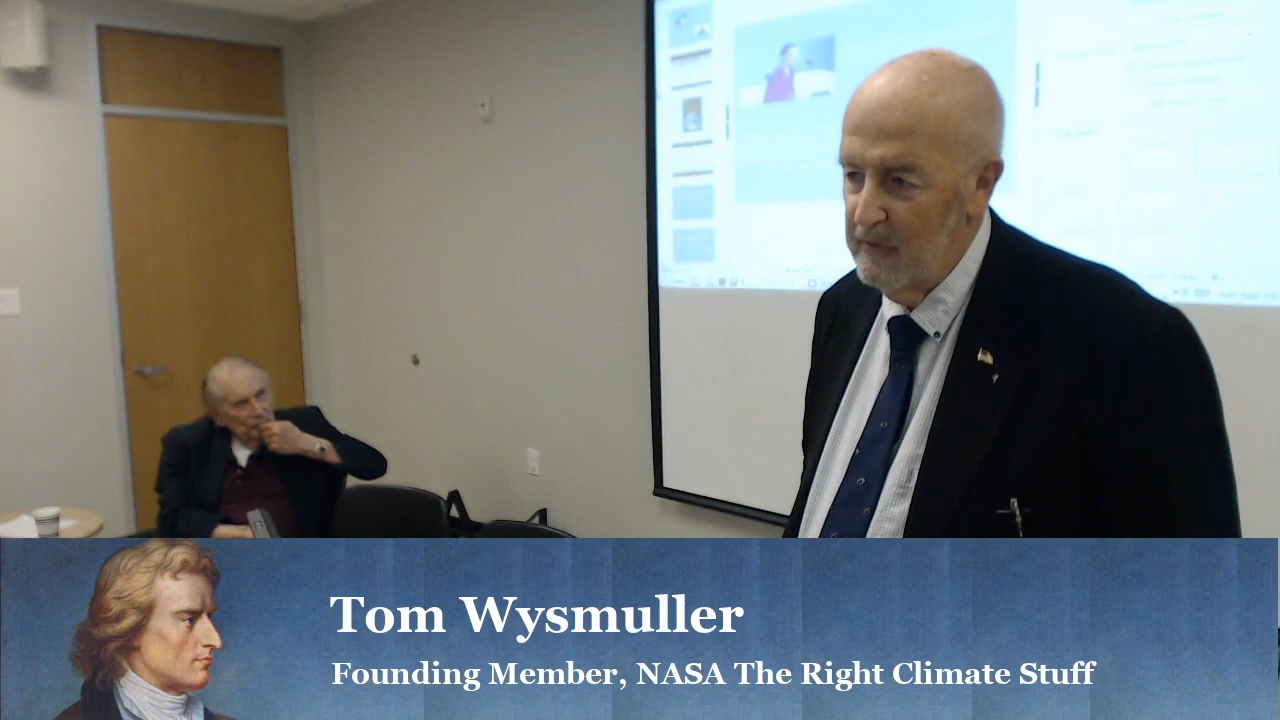 Tom Wysmuller
Founding Member, NASA The Right Climate Stuff